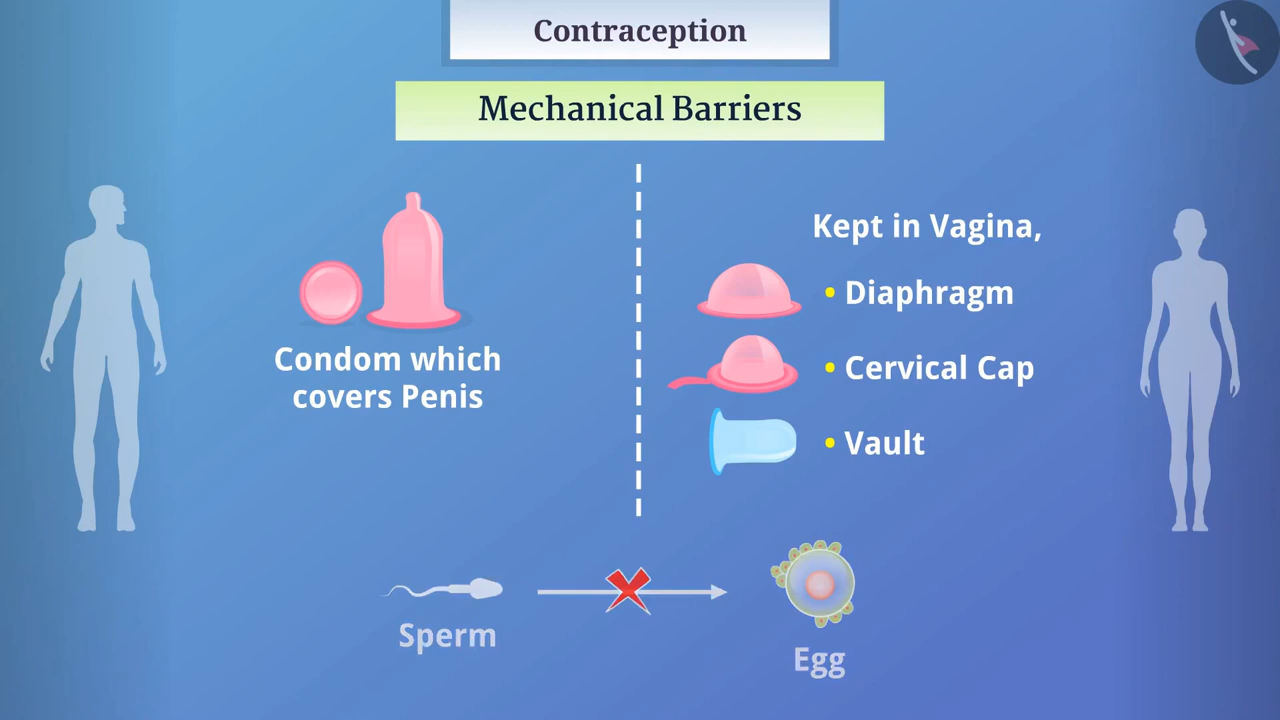 Contraception
Mechanical Barriers
Condom which
covers Penis
Kept in Vagina,
• Diaphragm
• Cervical Cap
• Vault
Sperm
Egg